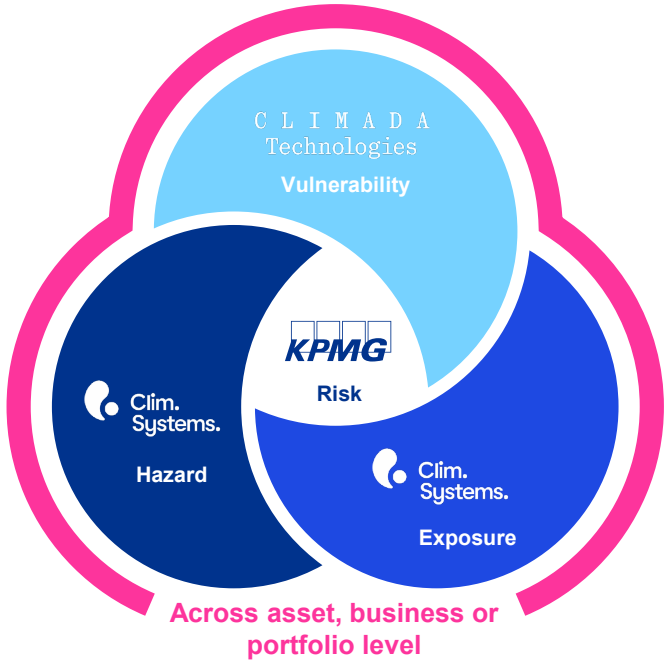 CLIMADA
Technologies
Vulnerability
KPMG
Risk
Clim.
Systems.
Hazard
Clim.
Systems.
Exposure
Across asset, business or
portfolio level